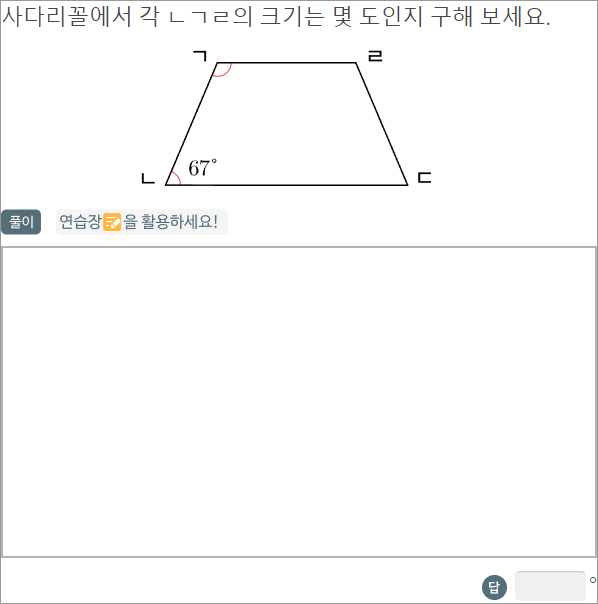 사다리꼴에서 각 ㄴㄱㄹ의 크기는 몇 도인지 구해 보세요.
ㄱ ㄹ
67°
ㄴ ㄷ
풀이 연습장을 활용하세요!
답 °